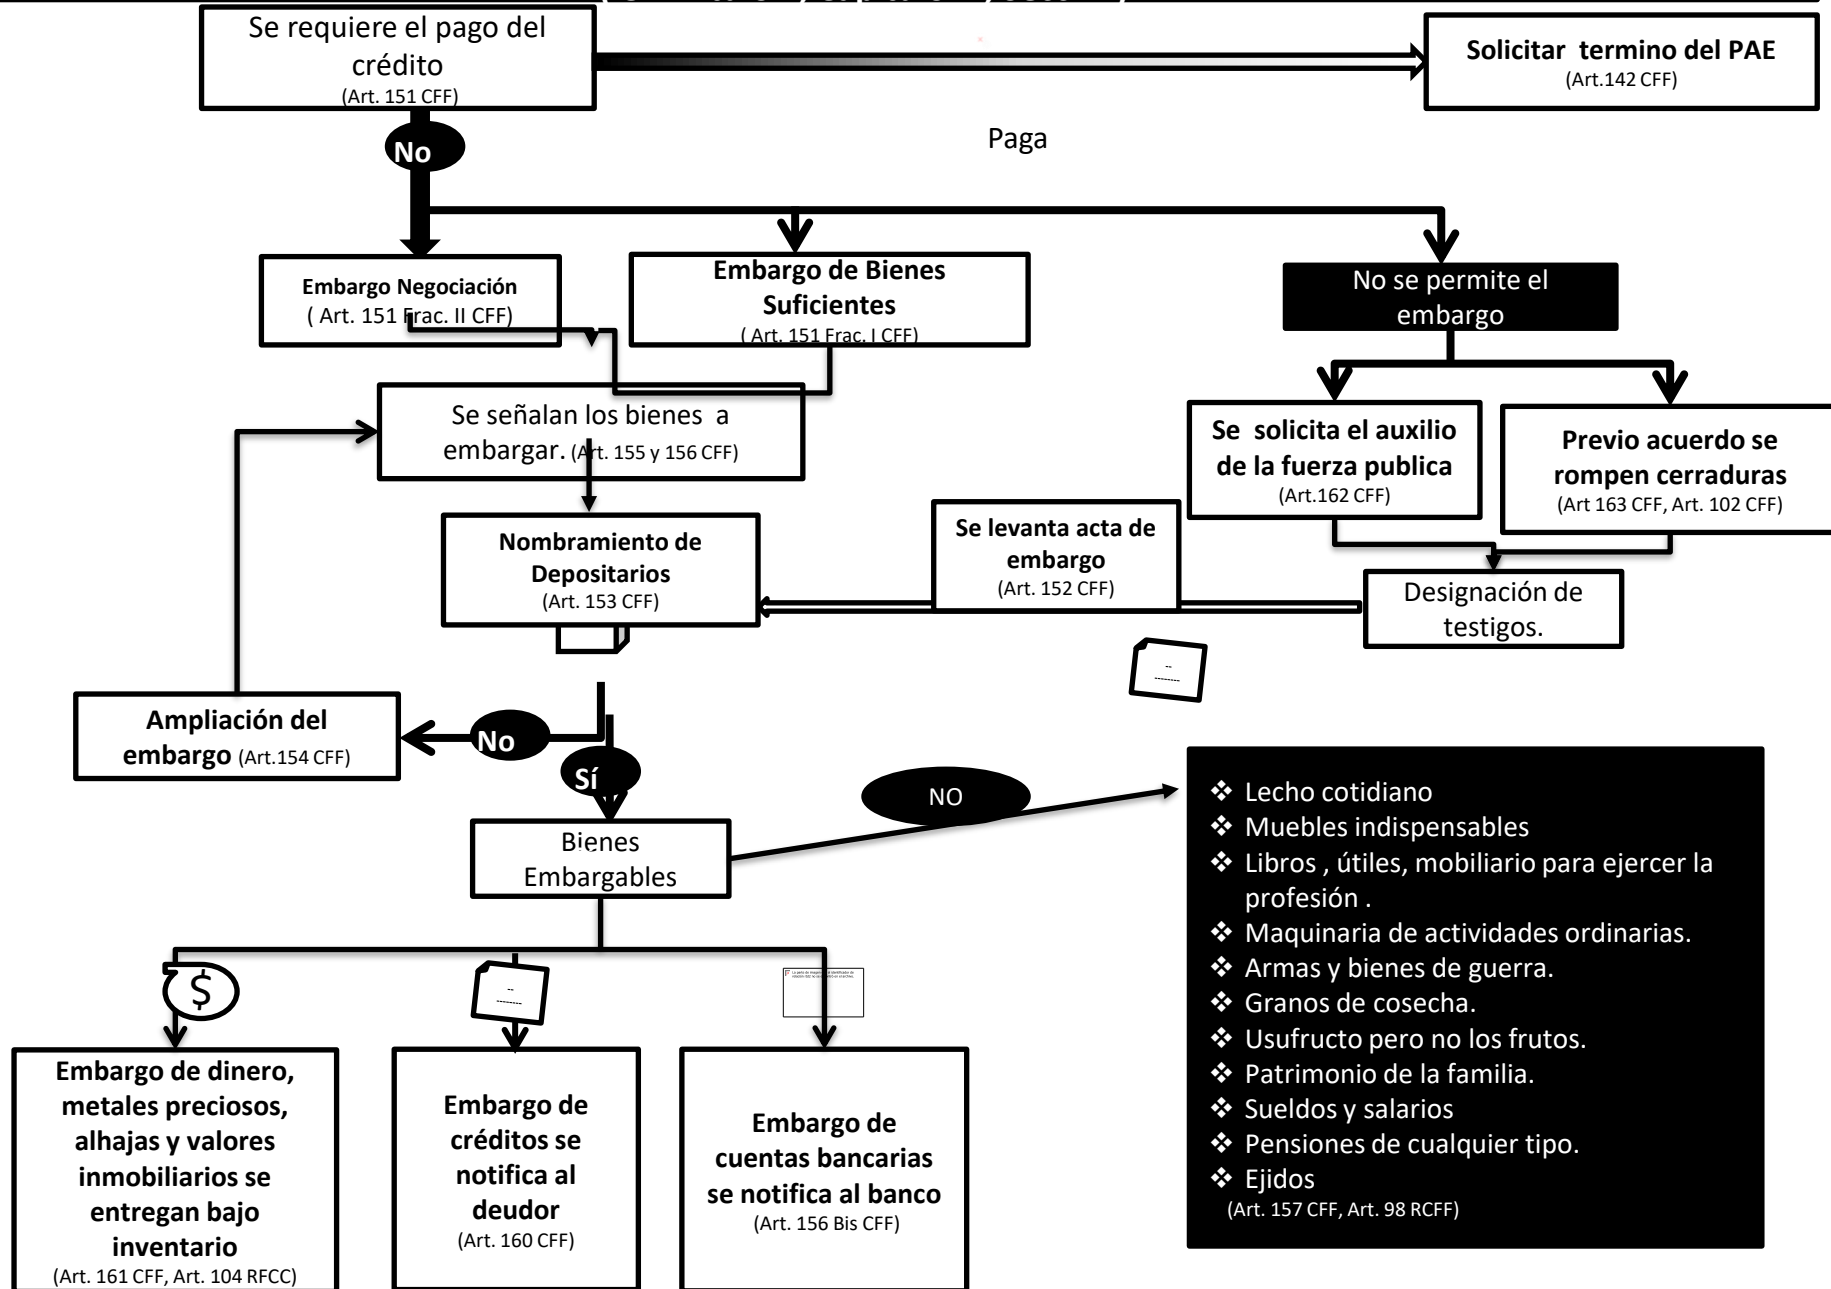 Se requiere el pago del
crédito
(Art. 151 CFF)
Solicitar termino del PAE
(Art.142 CFF)
No
Paga
Embargo Negociación
( Art. 151 Frac. II CFF)
Embargo de Bienes
Suficientes
( Art. 151 Frac. I CFF)
No se permite el
embargo
Se señalan los bienes a
embargar. (Art. 155 y 156 CFF)
Se solicita el auxilio
de la fuerza publica
(Art.162 CFF)
Previo acuerdo se
rompen cerraduras
(Art 163 CFF, Art. 102 CFF)
Nombramiento de
Depositarios
(Art. 153 CFF)
Se levanta acta de
embargo
(Art. 152 CFF)
Designación de
testigos.
Ampliación del
embargo (Art.154 CFF)
No
Sí
NO
Bienes
Embargables
❖ Lecho cotidiano
❖ Muebles indispensables
❖ Libros , útiles, mobiliario para ejercer la
profesión .
❖ Maquinaria de actividades ordinarias.
❖ Armas y bienes de guerra.
❖ Granos de cosecha.
❖ Usufructo pero no los frutos.
❖ Patrimonio de la familia.
❖ Sueldos y salarios
❖ Pensiones de cualquier tipo.
❖ Ejidos
(Art. 157 CFF, Art. 98 RCFF)
$
Embargo de dinero,
metales preciosos,
alhajas y valores
inmobiliarios se
entregan bajo
inventario
(Art. 161 CFF, Art. 104 RFCC)
Embargo de
créditos se
notifica al
deudor
(Art. 160 CFF)
Embargo de
cuentas bancarias
se notifica al banco
(Art. 156 Bis CFF)